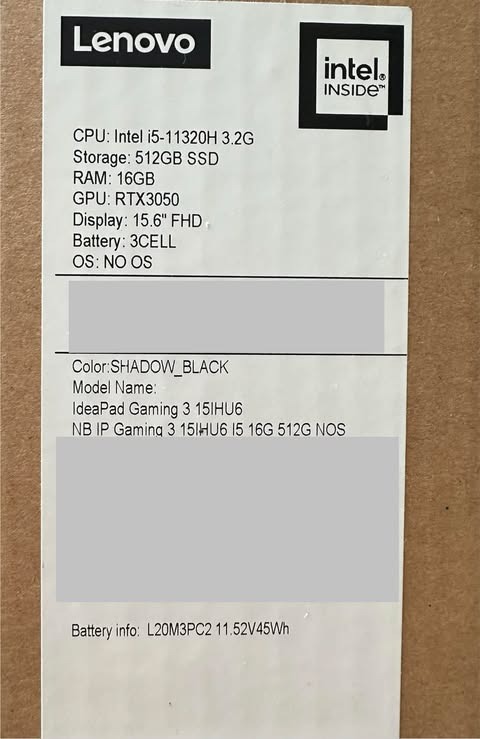 Lenovo
intel®
INSIDE™
CPU: Intel i5-11320H 3.2G
Storage: 512GB SSD
RAM: 16GB
GPU: RTX3050
Display: 15.6" FHD
Battery: 3CELL
OS: NO OS
Color:SHADOW_BLACK
Model Name:
IdeaPad Gaming 3 15IHU6
NB IP Gaming 3 15IHU6 I5 16G 512G NOS
Battery info: L20M3PC2 11.52V45Wh